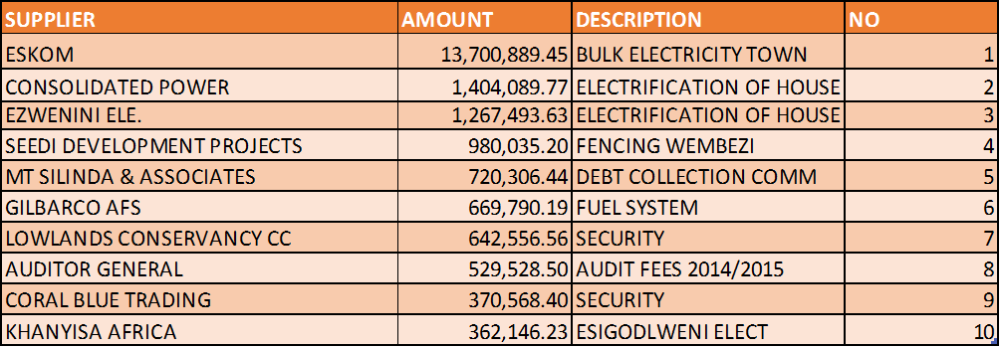 SUPPLIER AMOUNT DESCRIPTION NO
ESKOM 13,700,889.45 BULK ELECTRICITY TOWN 1
CONSOLIDATED POWER 1,404,089.77 ELECTRIFICATION OF HOUSE 2
EZWENINI ELE. 1,267,493.63 ELECTRIFICATION OF HOUSE 3
SEEDI DEVELOPMENT PROJECTS 980,035.20 FENCING WEMBEZI 4
MT SILINDA & ASSOCIATES 720,306.44 DEBT COLLECTION COMM 5
GILBARCO AFS 669,790.19 FUEL SYSTEM 6
LOWLANDS CONSERVANCY CC 642,556.56 SECURITY 7
AUDITOR GENERAL 529,528.50 AUDIT FEES 2014/2015 8
CORAL BLUE TRADING 370,568.40 SECURITY 9
KHANYISA AFRICA 362,146.23 ESIGODLWENI ELECT 10